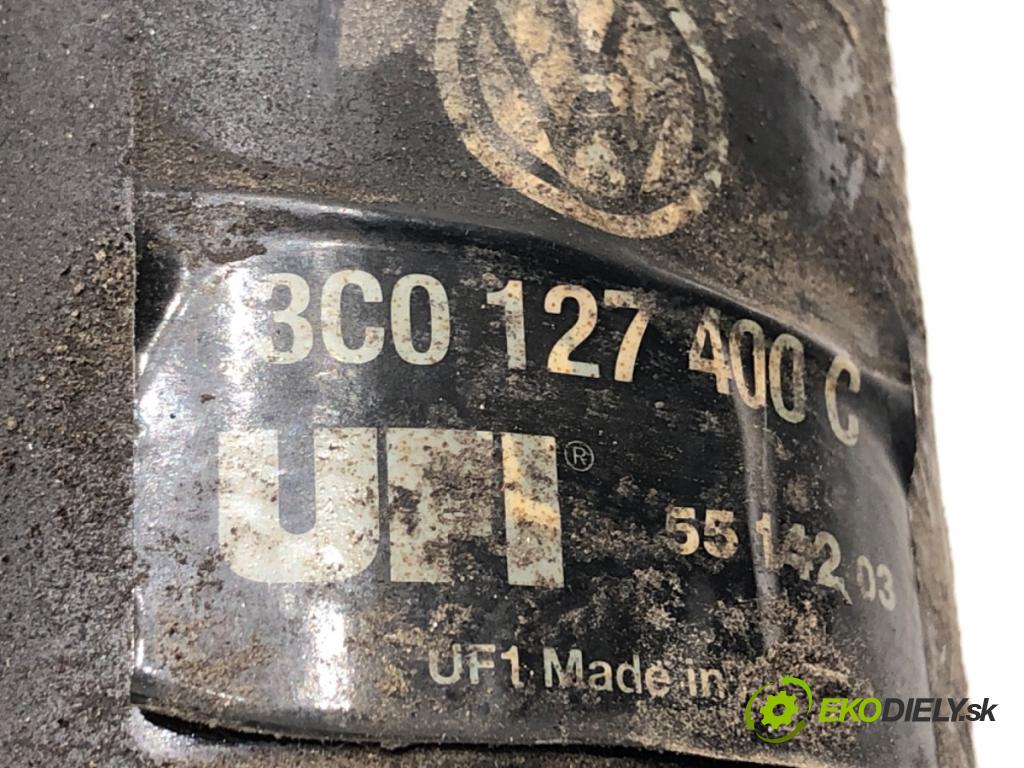 3C0 127 400 C
UFI ®
55 142 03
UF1 Made in
EKODIELY.sk